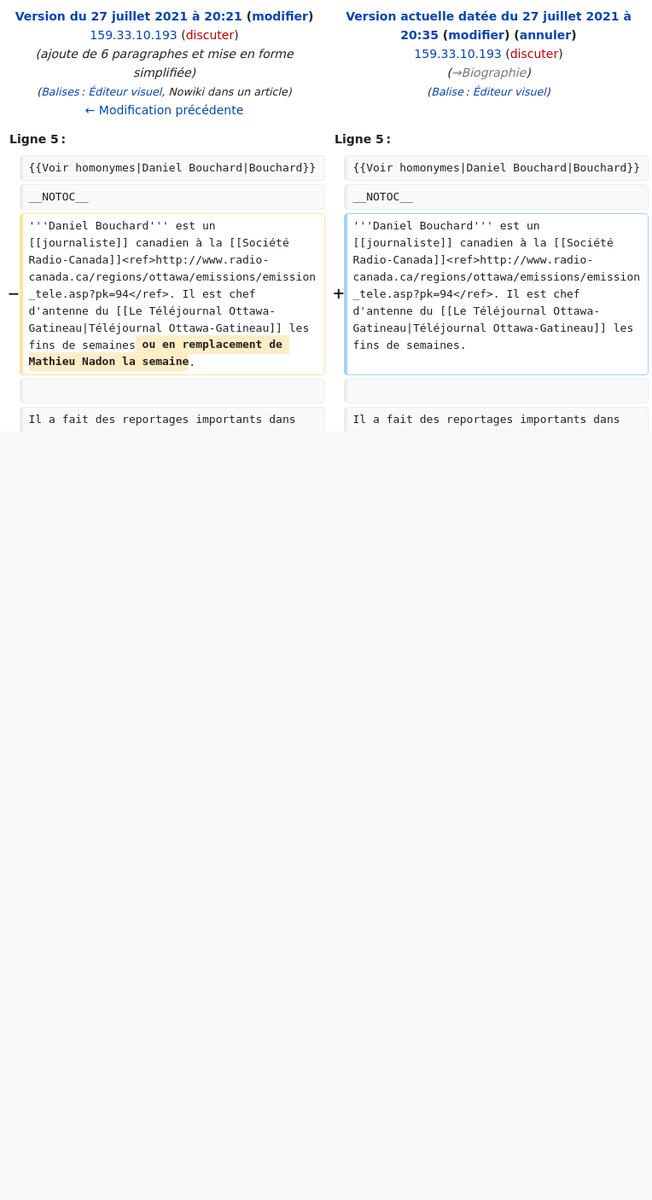 Version du 27 juillet 2021 à 20:21 (modifier)
159.33.10.193 (discuter)
(ajoute de 6 paragraphes et mise en forme
simplifiée)
(Balises : Éditeur visuel, Nowiki dans un article)
← Modification précédente
Version actuelle datée du 27 juillet 2021 à
20:35 (modifier) (annuler)
159.33.10.193 (discuter)
(→Biographie)
(Balise : Éditeur visuel)
Ligne 5 :
Ligne 5 :
{{Voir homonymes|Daniel Bouchard|Bouchard}}
{{Voir homonymes|Daniel Bouchard|Bouchard}}
__NOTOC__
__NOTOC__
−
'''Daniel Bouchard''' est un
[[journaliste]] canadien à la [[Société
Radio-Canada]]<ref>http://www.radio-
canada.ca/regions/ottawa/emissions/emission
_tele.asp?pk=94</ref>. Il est chef
d'antenne du [[Le Téléjournal Ottawa-
Gatineau|Téléjournal Ottawa-Gatineau]] les
fins de semaines ou en remplacement de
Mathieu Nadon la semaine.
+
'''Daniel Bouchard''' est un
[[journaliste]] canadien à la [[Société
Radio-Canada]]<ref>http://www.radio-
canada.ca/regions/ottawa/emissions/emission
_tele.asp?pk=94</ref>. Il est chef
d'antenne du [[Le Téléjournal Ottawa-
Gatineau|Téléjournal Ottawa-Gatineau]] les
fins de semaines.
Il a fait des reportages importants dans
Il a fait des reportages importants dans